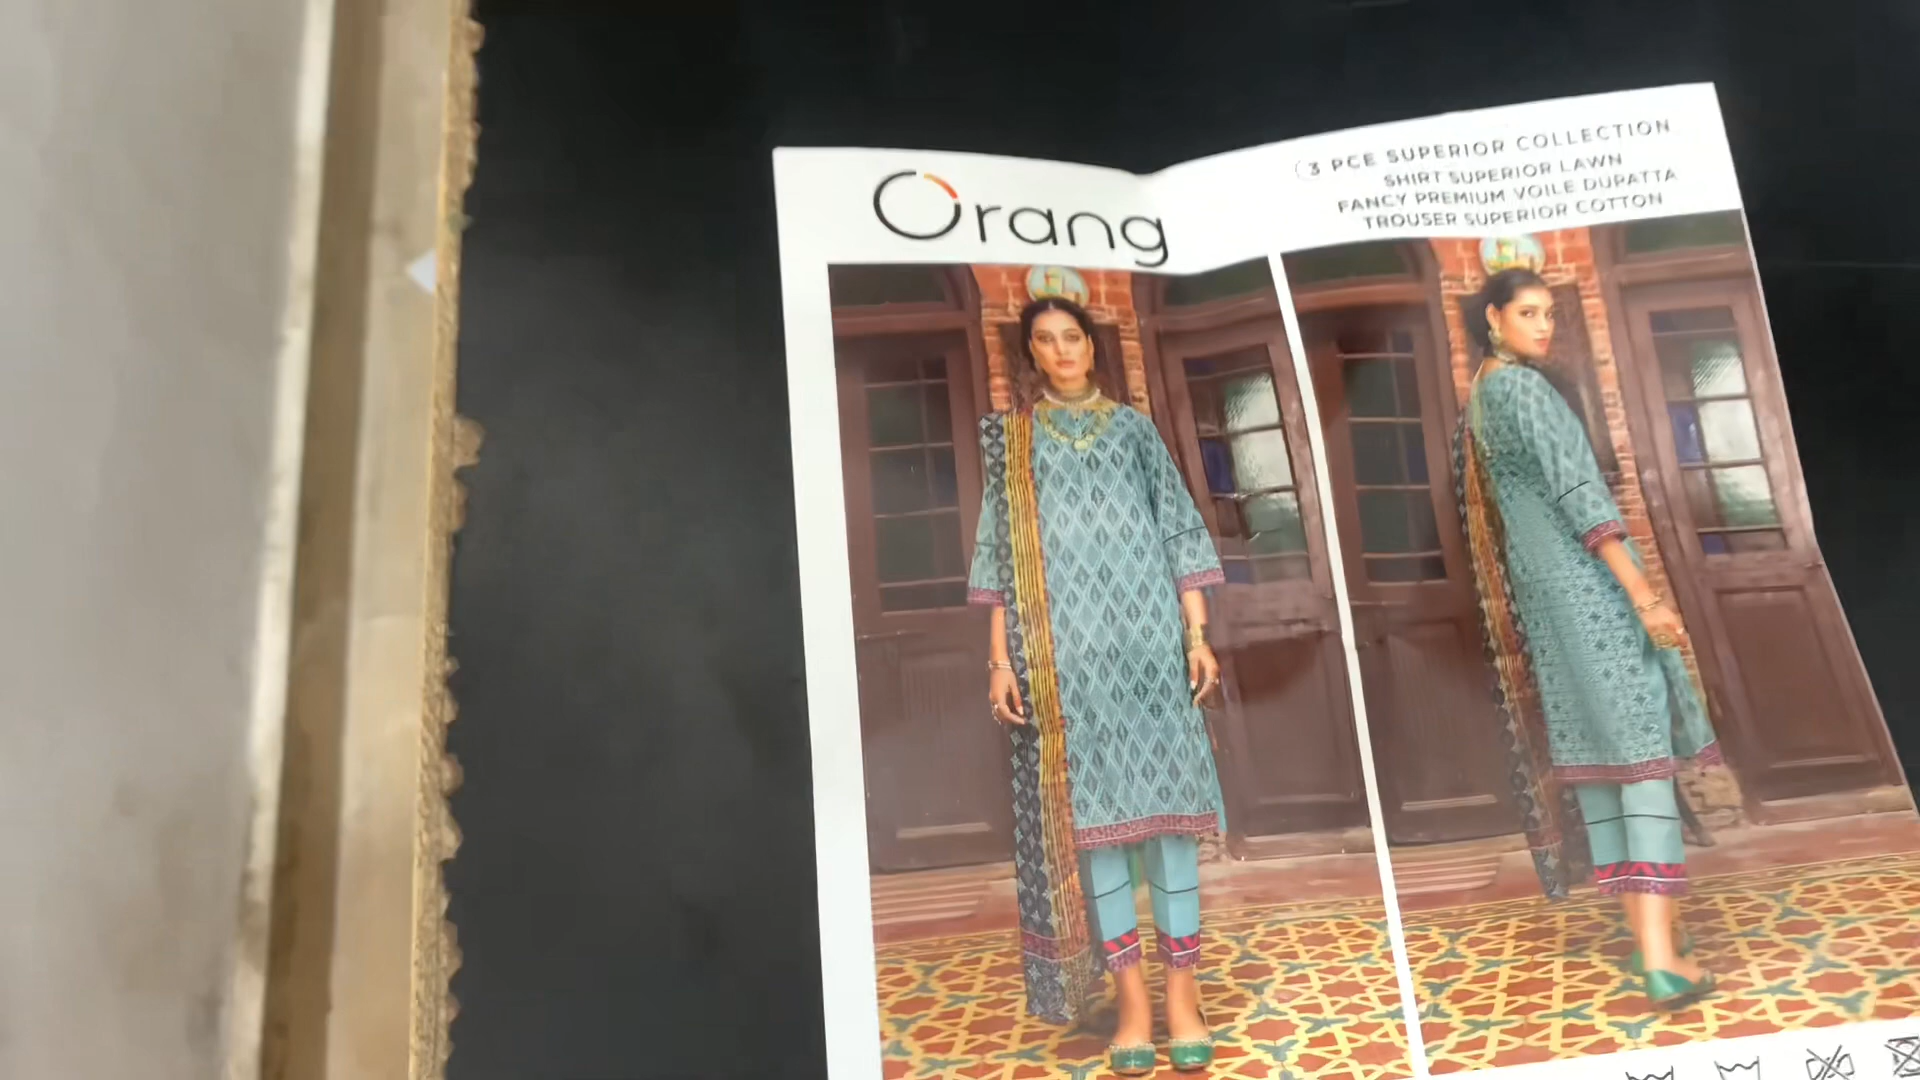 Orang
3 PCE SUPERIOR COLLECTION
SHIRT SUPERIOR LAWN
FANCY PREMIUM VOILE DUPATTA
TROUSER SUPERIOR COTTON